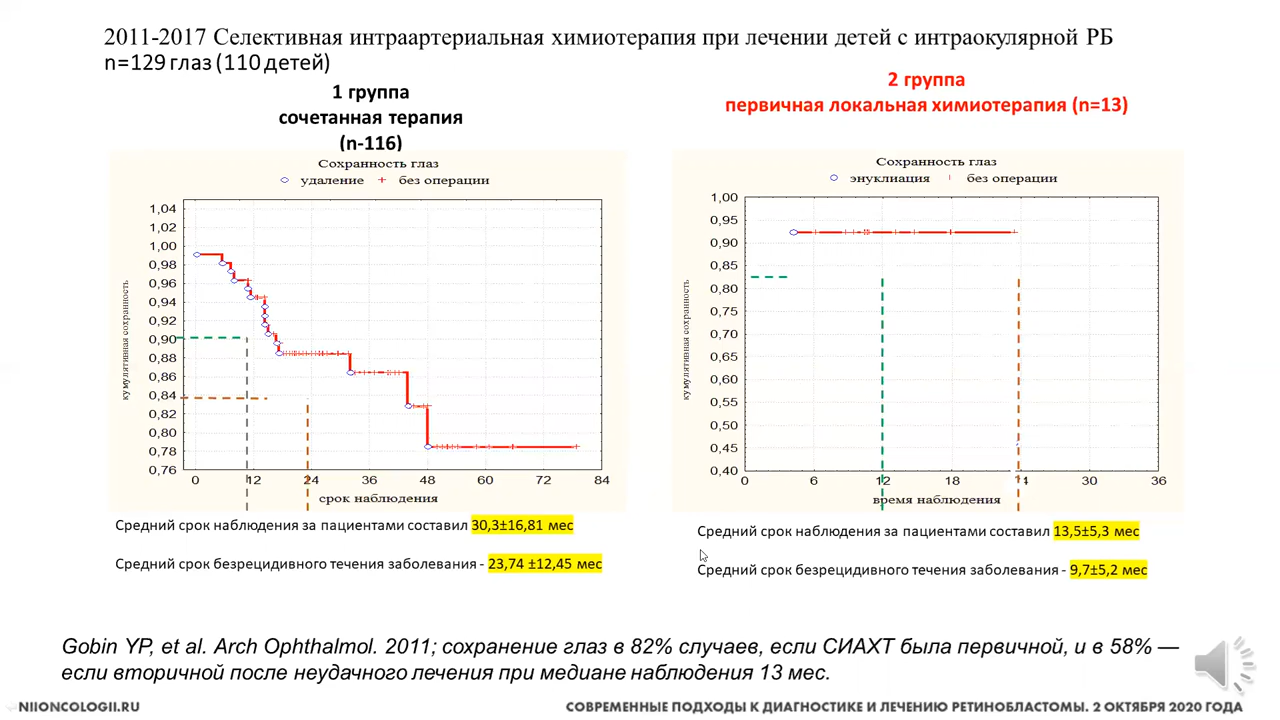 2011-2017 Селективная интраартериальная химиотерапия при лечении детей с интраокулярной РБ
n=129 глаз (110 детей)
1 группа
сочетанная терапия
(n-116)
Сохранность глаз
удаление без операции
1,04
1,02
1,00
0,98
0,96
0,94
0,92
0,90
0,88
0,86
0,84
0,82
0,80
0,78
0,76
кумулятивная сохранность
0 12 24 36 48 60 72 84
срок наблюдения
Средний срок наблюдения за пациентами составил 30,3±16,81 мес
Средний срок безрецидивного течения заболевания - 23,74 ±12,45 мес
2 группа
первичная локальная химиотерапия (n=13)
Сохранность глаз
энуклиация без операции
1,00
0,95
0,90
0,85
0,80
0,75
0,70
0,65
0,60
0,55
0,50
0,45
0,40
кумулятивная сохранность
0 6 12 18 30 36
время наблюдения
Средний срок наблюдения за пациентами составил 13,5±5,3 мес
Средний срок безрецидивного течения заболевания - 9,7±5,2 мес
Gobin YP, et al. Arch Ophthalmol. 2011; сохранение глаз в 82% случаев, если СИАХТ была первичной, и в 58% —
если вторичной после неудачного лечения при медиане наблюдения 13 мес.
NIIONCOLOGII.RU
СОВРЕМЕННЫЕ ПОДХОДЫ К ДИАГНОСТИКЕ И ЛЕЧЕНИЮ РЕТИНОБЛАСТОМЫ. 2 ОКТЯБРЯ 2020 ГОДА